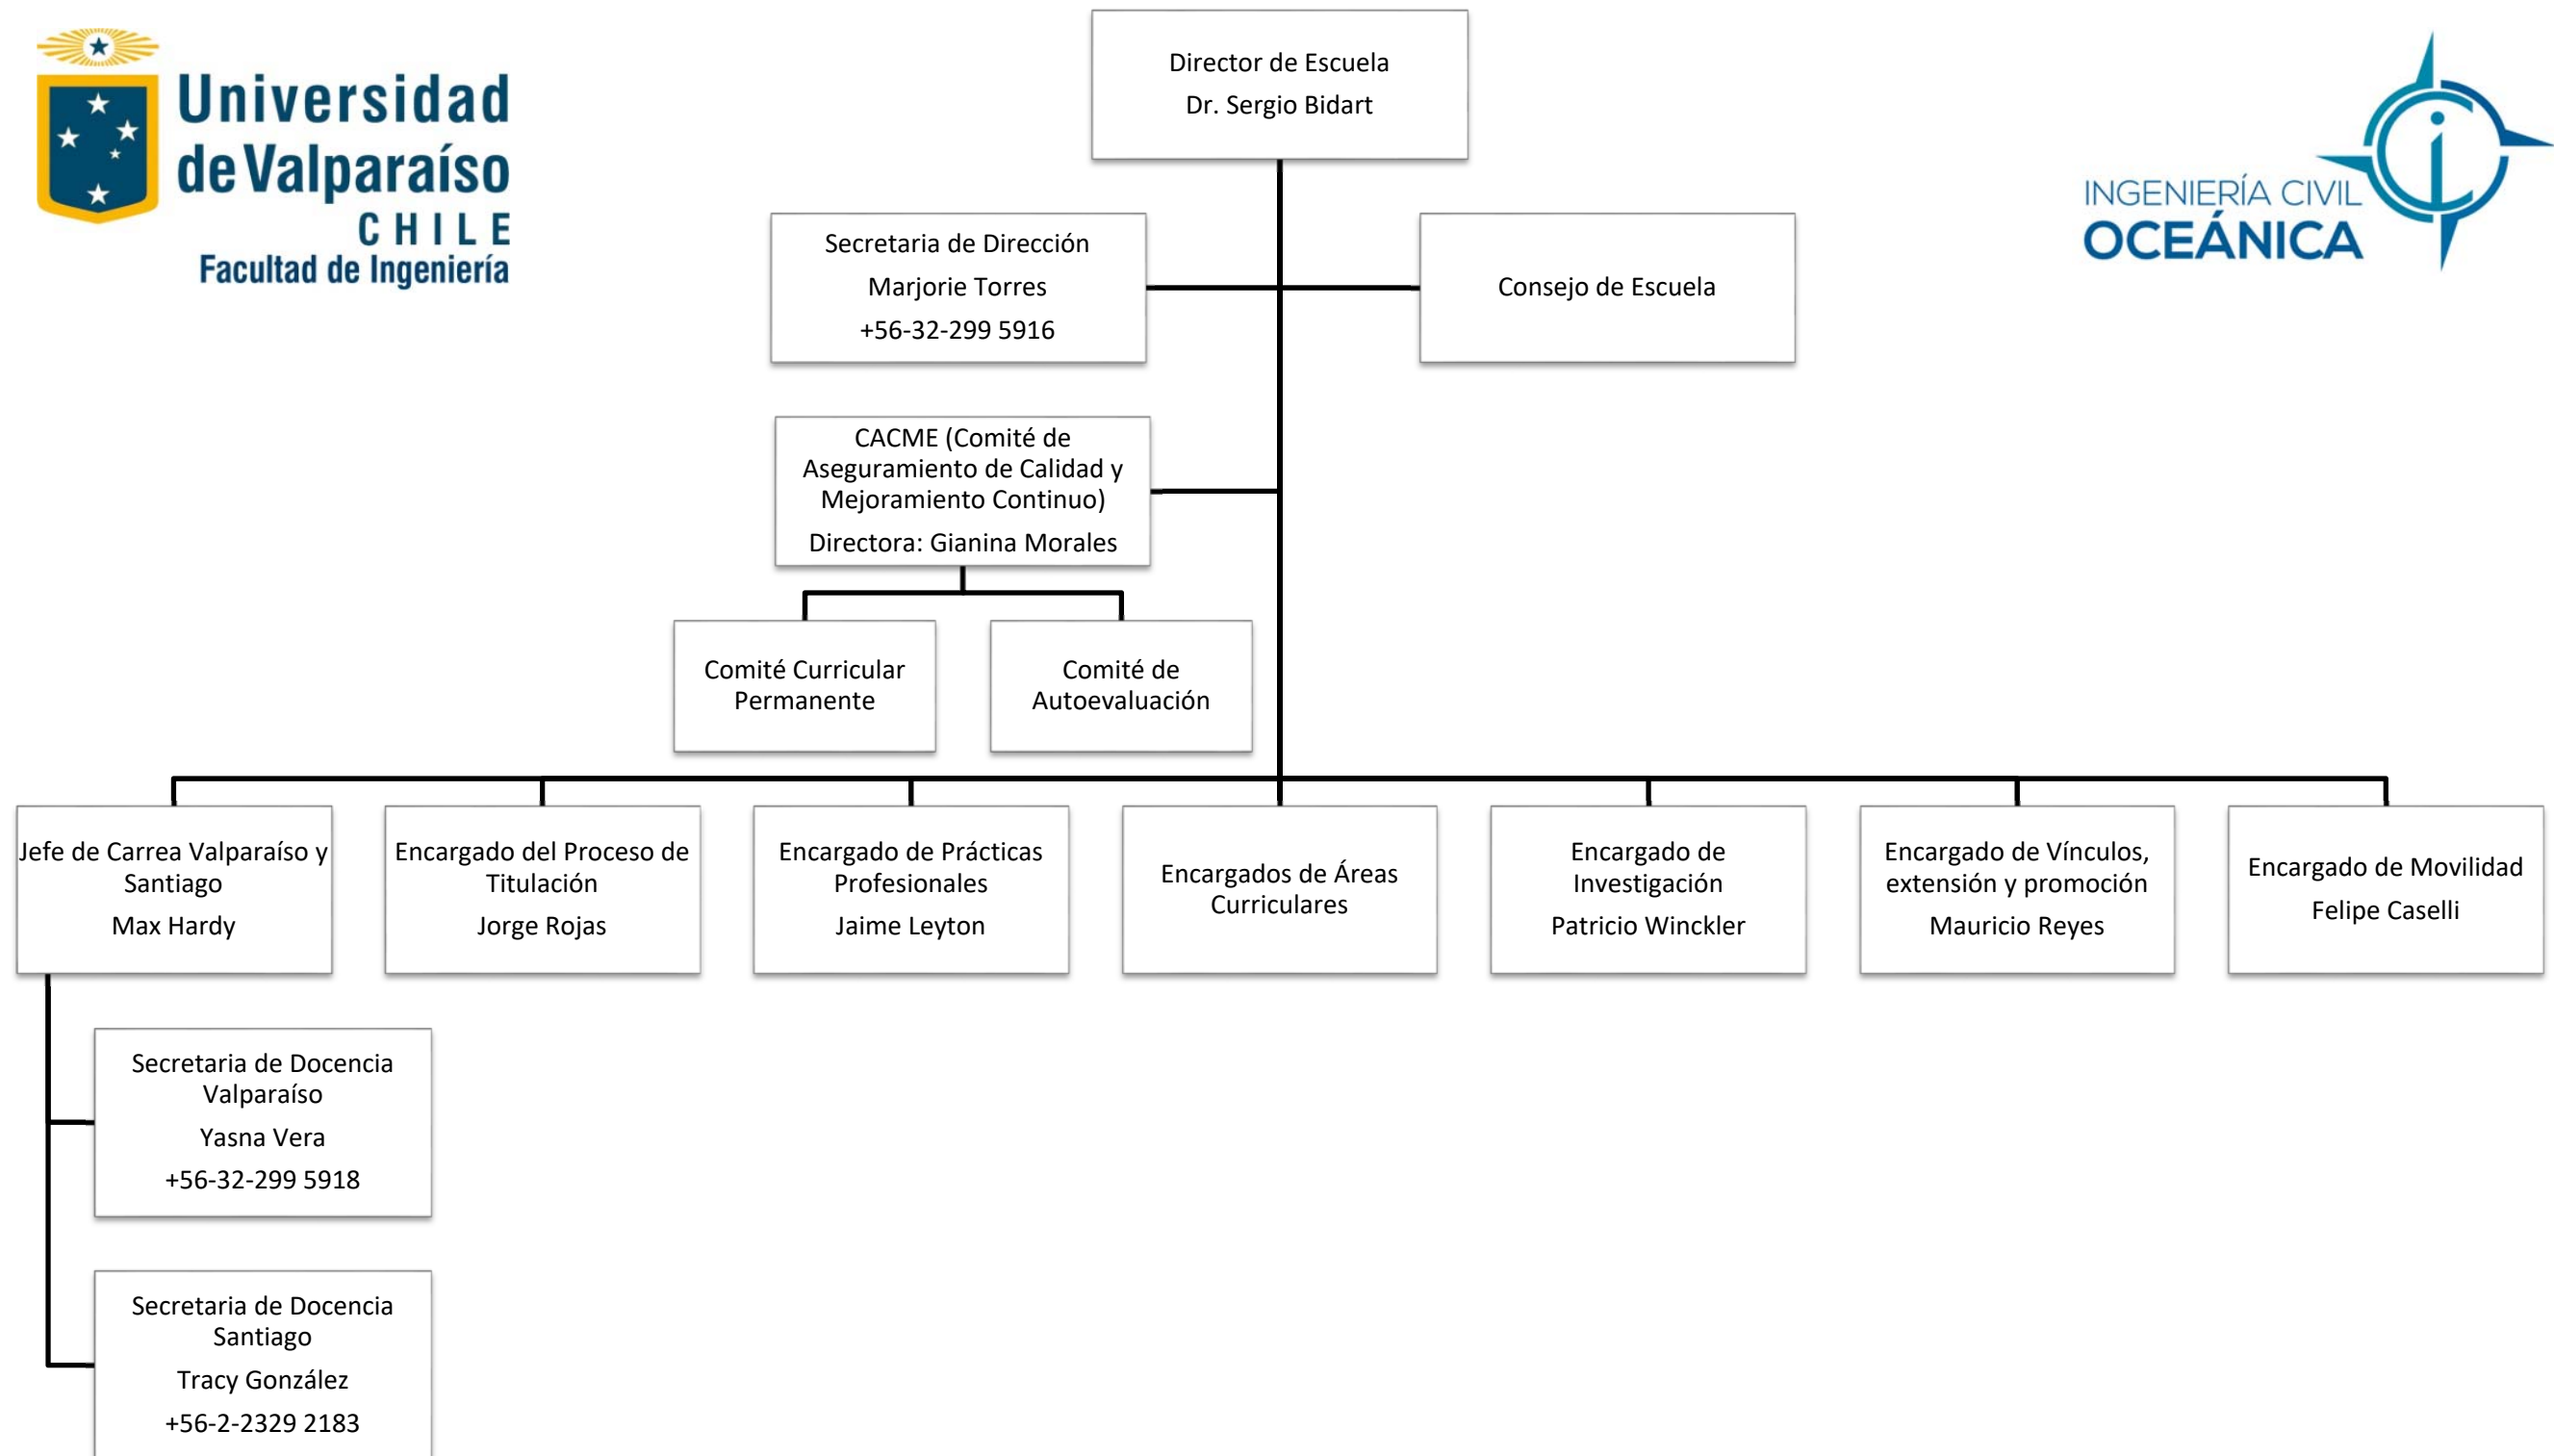 Universidad
de Valparaíso
CHILE
Facultad de Ingeniería
INGENIERÍA CIVIL
OCEÁNICA
Director de Escuela
Dr. Sergio Bidart
Secretaria de Dirección
Marjorie Torres
+56-32-299 5916
Consejo de Escuela
CACME (Comité de
Aseguramiento de Calidad y
Mejoramiento Continuo)
Directora: Gianina Morales
Comité Curricular
Permanente
Comité de
Autoevaluación
Jefe de Carrea Valparaíso y
Santiago
Max Hardy
Encargado del Proceso de
Titulación
Jorge Rojas
Encargado de Prácticas
Profesionales
Jaime Leyton
Encargados de Áreas
Curriculares
Encargado de
Investigación
Patricio Winckler
Encargado de Vínculos,
extensión y promoción
Mauricio Reyes
Encargado de Movilidad
Felipe Caselli
Secretaria de Docencia
Valparaíso
Yasna Vera
+56-32-299 5918
Secretaria de Docencia
Santiago
Tracy González
+56-2-2329 2183